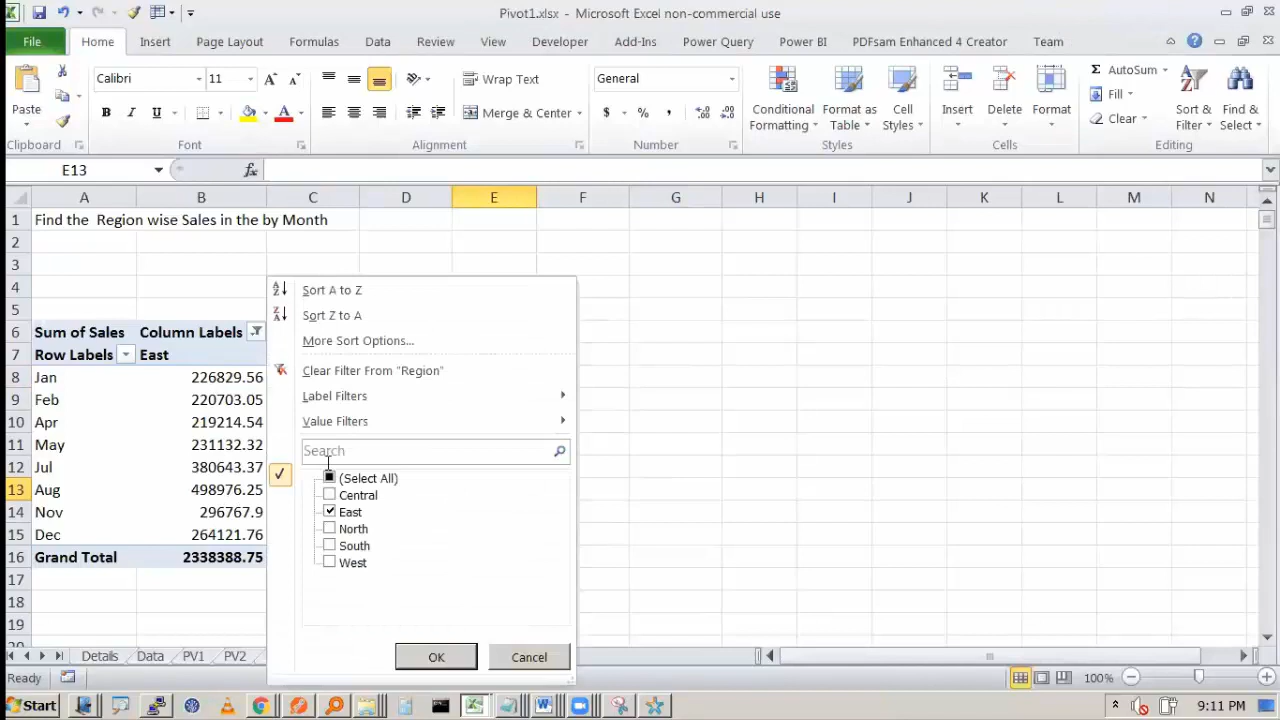 Pivot1.xlsx - Microsoft Excel non-commercial use
File Home Insert Page Layout Formulas Data Review View Developer Add-Ins Power Query Power BI PDFsam Enhanced 4 Creator Team
Paste
Clipboard
Calibri 11
B I U
Font
Wrap Text
Merge & Center
Alignment
General
$ % ,
Number
Conditional Formatting
Format as Table
Cell Styles
Styles
Insert Delete Format
Cells
AutoSum
Fill
Clear
Sort & Filter
Find & Select
Editing
E13 fx
A B C D E F G H I J K L M N
1 Find the Region wise Sales in the by Month
2
3
4
5
6 Sum of Sales Column Labels
7 Row Labels East
8 Jan 226829.56
9 Feb 220703.05
10 Apr 219214.54
11 May 231132.32
12 Jul 380643.37
13 Aug 498976.25
14 Nov 296767.9
15 Dec 264121.76
16 Grand Total 2338388.75
17
18
19
20
Sort A to Z
Sort Z to A
More Sort Options...
Clear Filter From "Region"
Label Filters
Value Filters
Search
(Select All)
Central
East
North
South
West
OK Cancel
Details Data PV1 PV2
Ready 100%
Start 9:11 PM